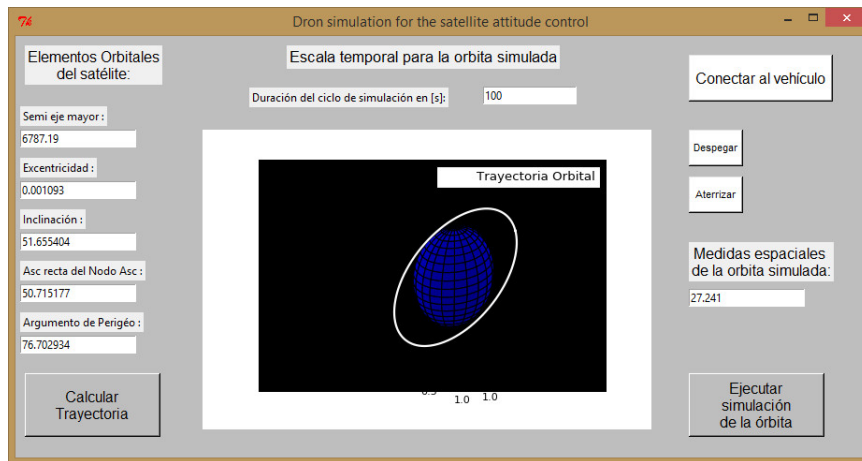 Dron simulation for the satellite attitude control
Elementos Orbitales
del satélite:
Semi eje mayor :
6787.19
Excentricidad :
0.001093
Inclinación :
51.655404
Asc recta del Nodo Asc :
50.715177
Argumento de Perigéo :
76.702934
Calcular
Trayectoria
Escala temporal para la orbita simulada
Duración del ciclo de simulación en [s]:
100
Trayectoria Orbital
1.0
1.0
Conectar al vehículo
Despegar
Aterrizar
Medidas espaciales
de la orbita simulada:
27.241
Ejecutar
simulación
de la órbita